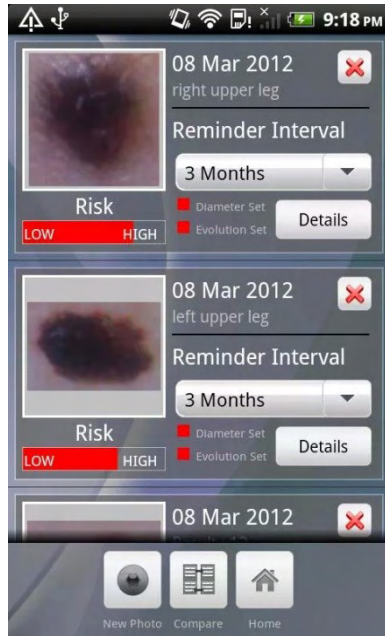 9:18 PM
08 Mar 2012
right upper leg
Reminder Interval
3 Months
Risk
LOW HIGH
Diameter Set
Evolution Set
Details
08 Mar 2012
left upper leg
Reminder Interval
3 Months
Risk
LOW HIGH
Diameter Set
Evolution Set
Details
08 Mar 2012
New Photo Compare Home